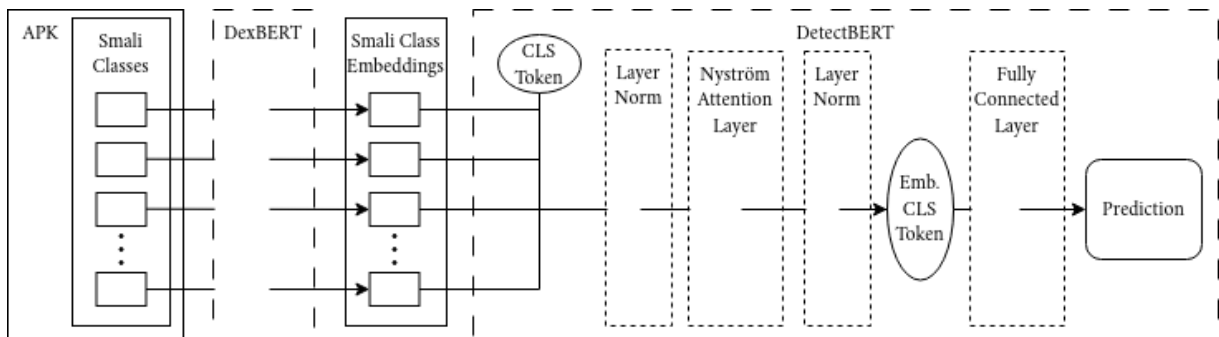 APK
Smali
Classes
DexBERT
Smali Class
Embeddings
DetectBERT
CLS
Token
Layer
Norm
Nyström
Attention
Layer
Layer
Norm
Emb.
CLS
Token
Fully
Connected
Layer
Prediction